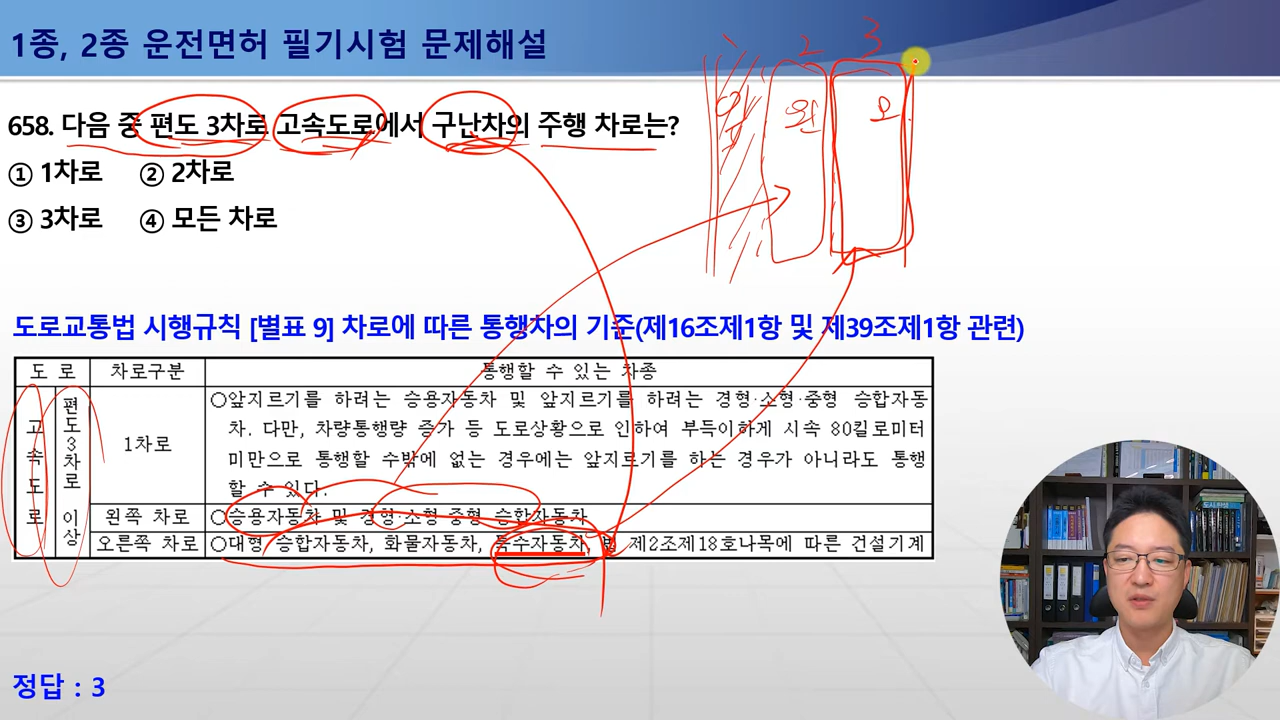 1종, 2종 운전면허 필기시험 문제해설
2 3
658. 다음 중 편도 3차로 고속도로에서 구난차의 주행 차로는?
왼 오
① 1차로 ② 2차로
③ 3차로 ④ 모든 차로
도로교통법 시행규칙 [별표 9] 차로에 따른 통행차의 기준(제16조제1항 및 제39조제1항 관련)
도 로 차로구분 통행할 수 있는 차종
고속도로 편도3차로 이상
1차로
○앞지르기를 하려는 승용자동차 및 앞지르기를 하려는 경형·소형·중형 승합자동
차. 다만, 차량통행량 증가 등 도로상황으로 인하여 부득이하게 시속 80킬로미터
미만으로 통행할 수밖에 없는 경우에는 앞지르기를 하는 경우가 아니라도 통행
할 수 있다.
왼쪽 차로 ○승용자동차 및 경형·소형·중형 승합자동차
오른쪽 차로 ○대형 승합자동차, 화물자동차, 특수자동차, 및 제2조제18호나목에 따른 건설기계
정답 : 3